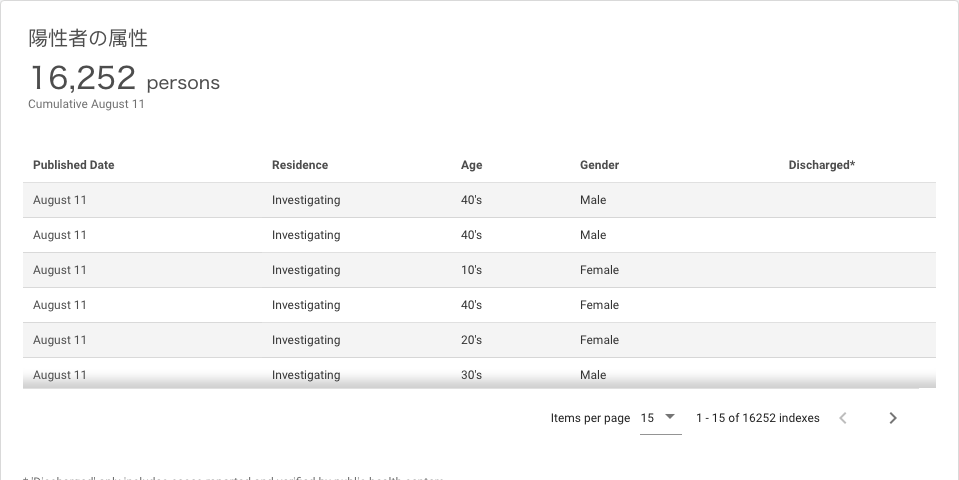 陽性者の属性
16,252 persons
Cumulative August 11
Published Date Residence Age Gender Discharged*
August 11 Investigating 40's Male
August 11 Investigating 40's Male
August 11 Investigating 10's Female
August 11 Investigating 40's Female
August 11 Investigating 20's Female
August 11 Investigating 30's Male
Items per page 15 1 - 15 of 16252 indexes